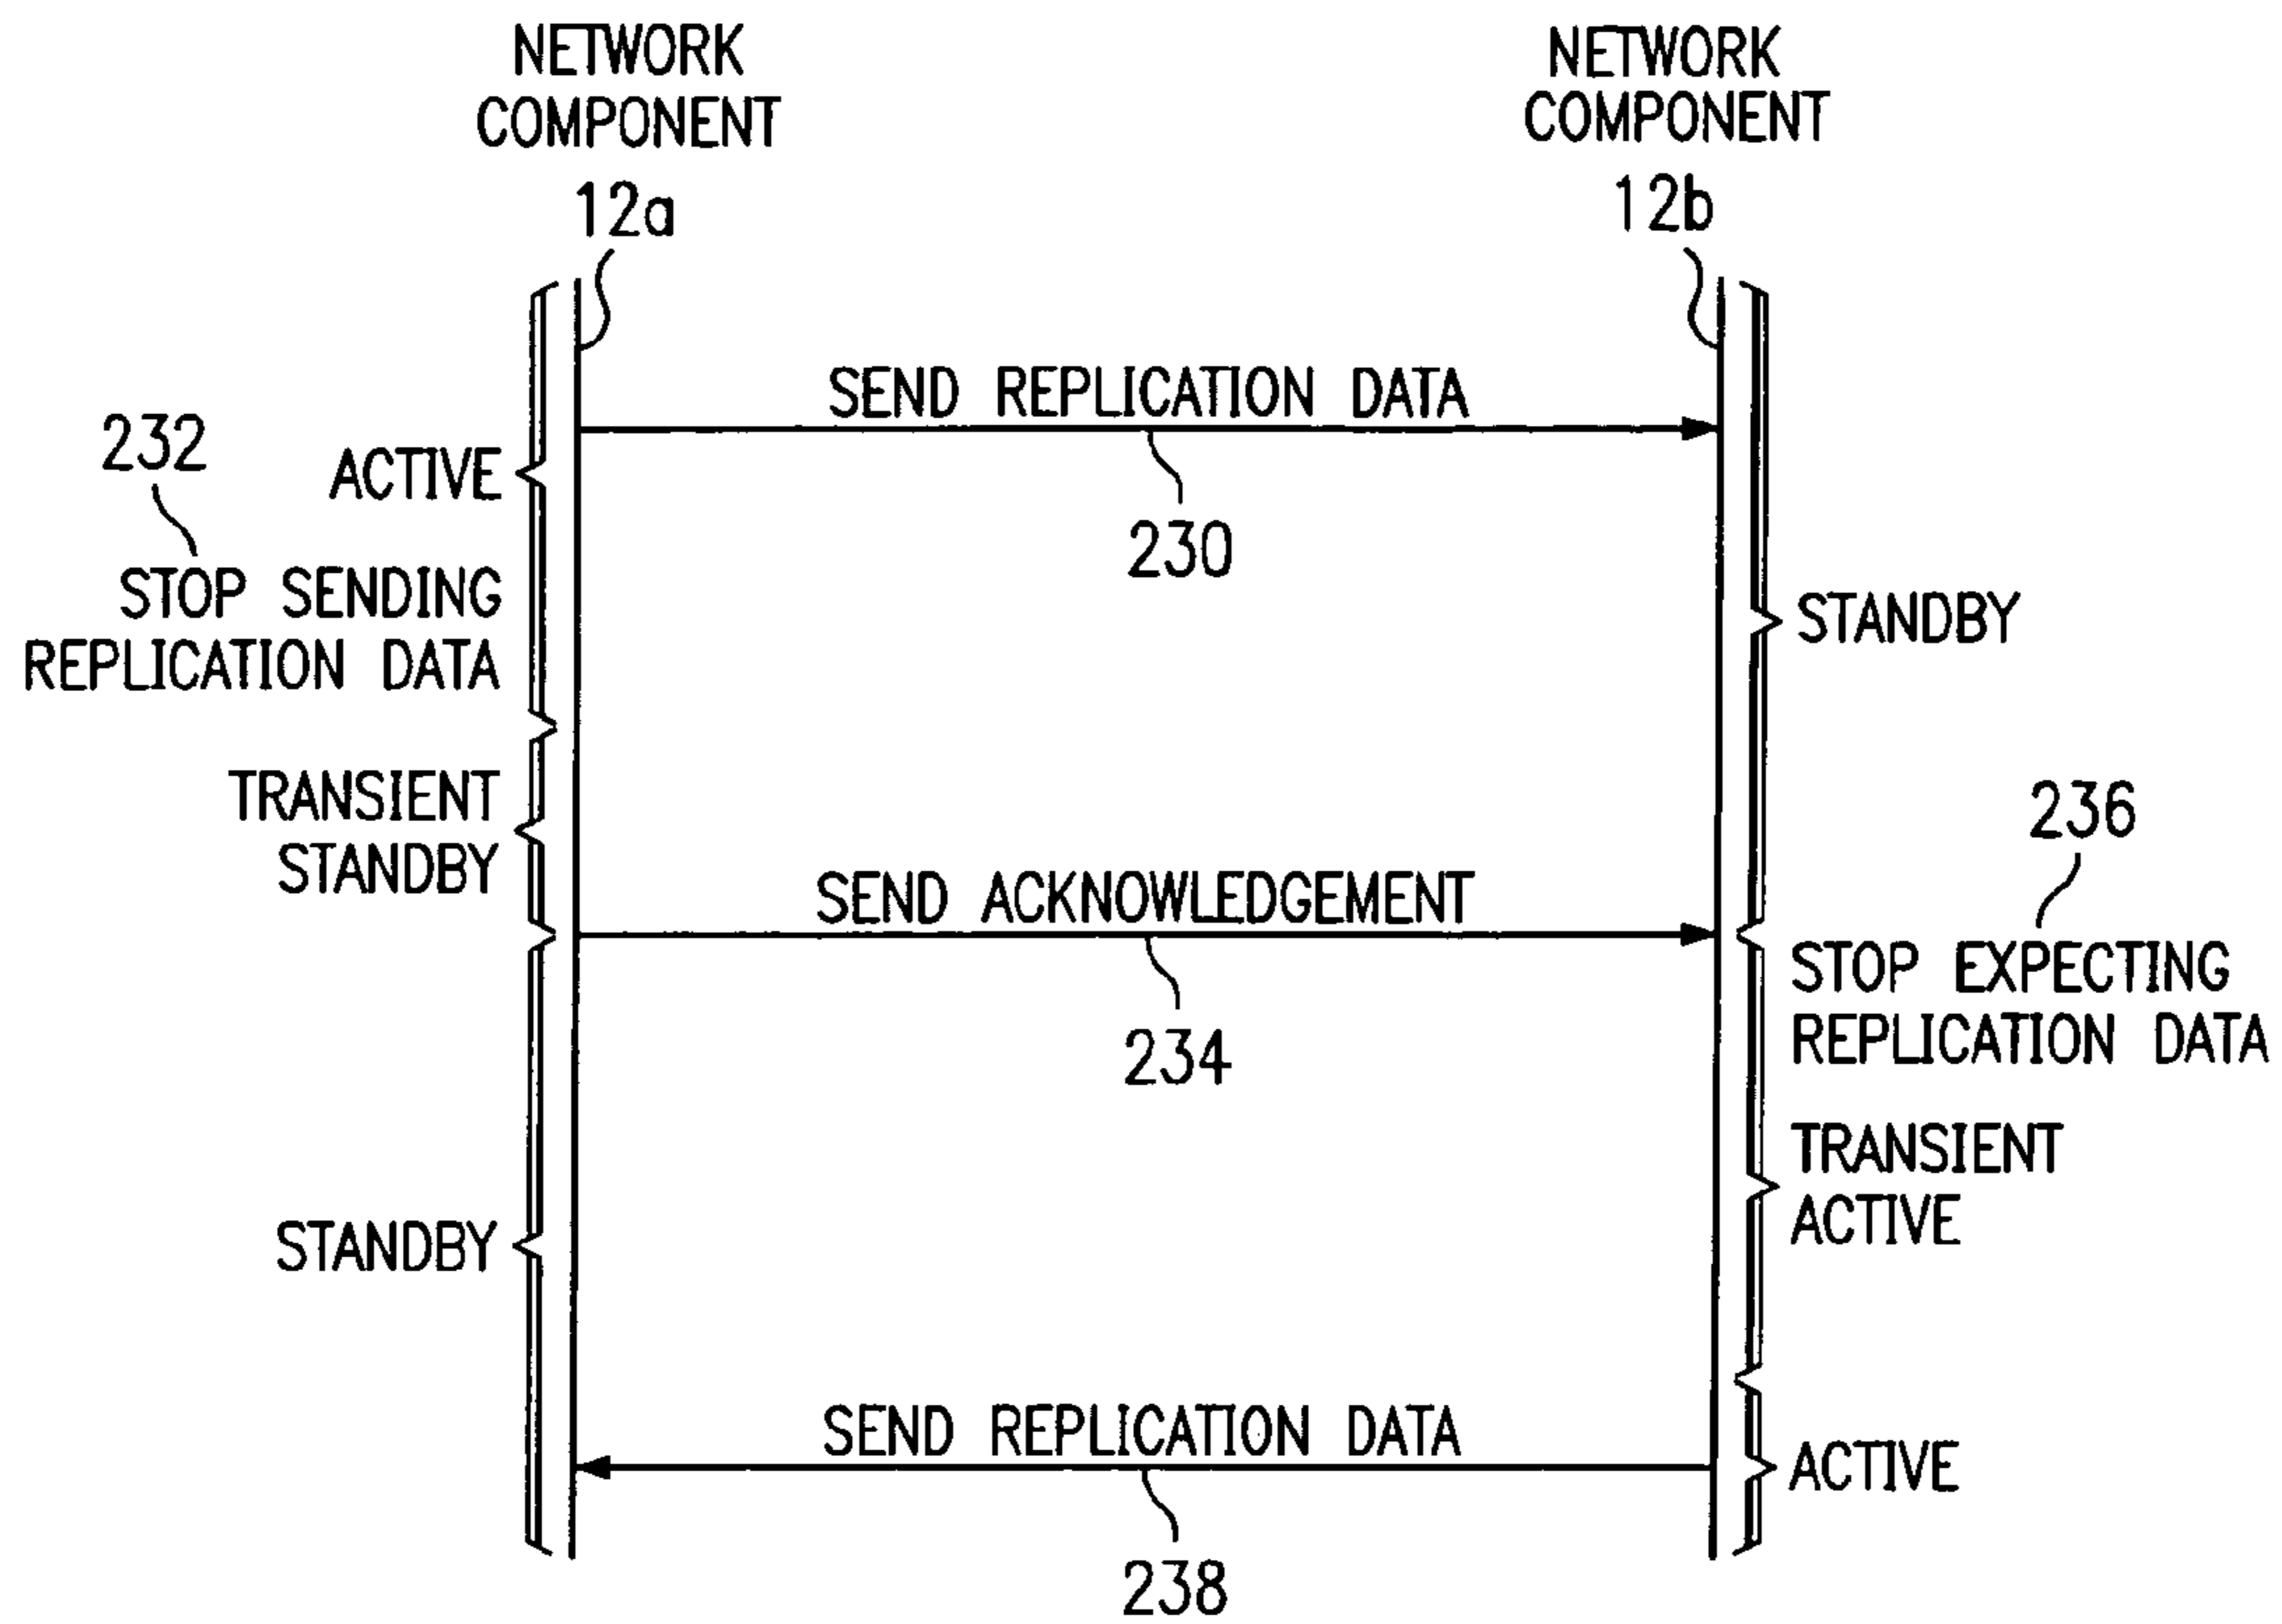 NETWORK
COMPONENT
12a
NETWORK
COMPONENT
12b
SEND REPLICATION DATA
230
ACTIVE
232
STOP SENDING
REPLICATION DATA
STANDBY
TRANSIENT
STANDBY
SEND ACKNOWLEDGEMENT
234
236
STOP EXPECTING
REPLICATION DATA
TRANSIENT
ACTIVE
STANDBY
SEND REPLICATION DATA
238
ACTIVE